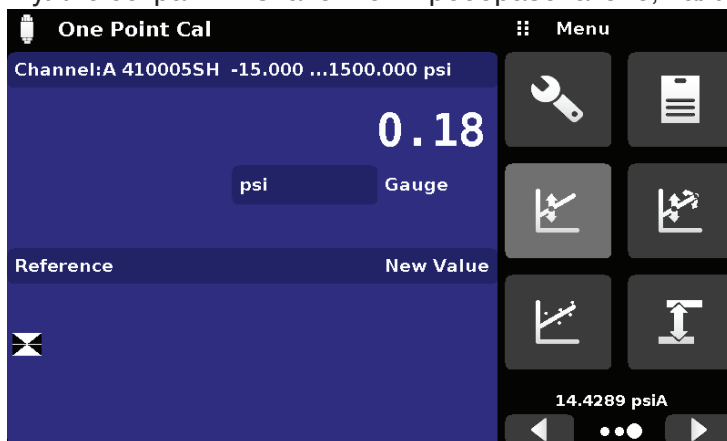 One Point Cal
Menu
Channel:A 410005SH -15.000 ...1500.000 psi
0.18
psi
Gauge
Reference
New Value
14.4289 psiA